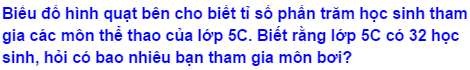 Biêu đồ hình quạt bên cho biết tỉ số phần trăm học sinh tham
gia các môn thể thao của lớp 5C. Biết rằng lớp 5C có 32 học
sinh, hỏi có bao nhiêu bạn tham gia môn bơi?